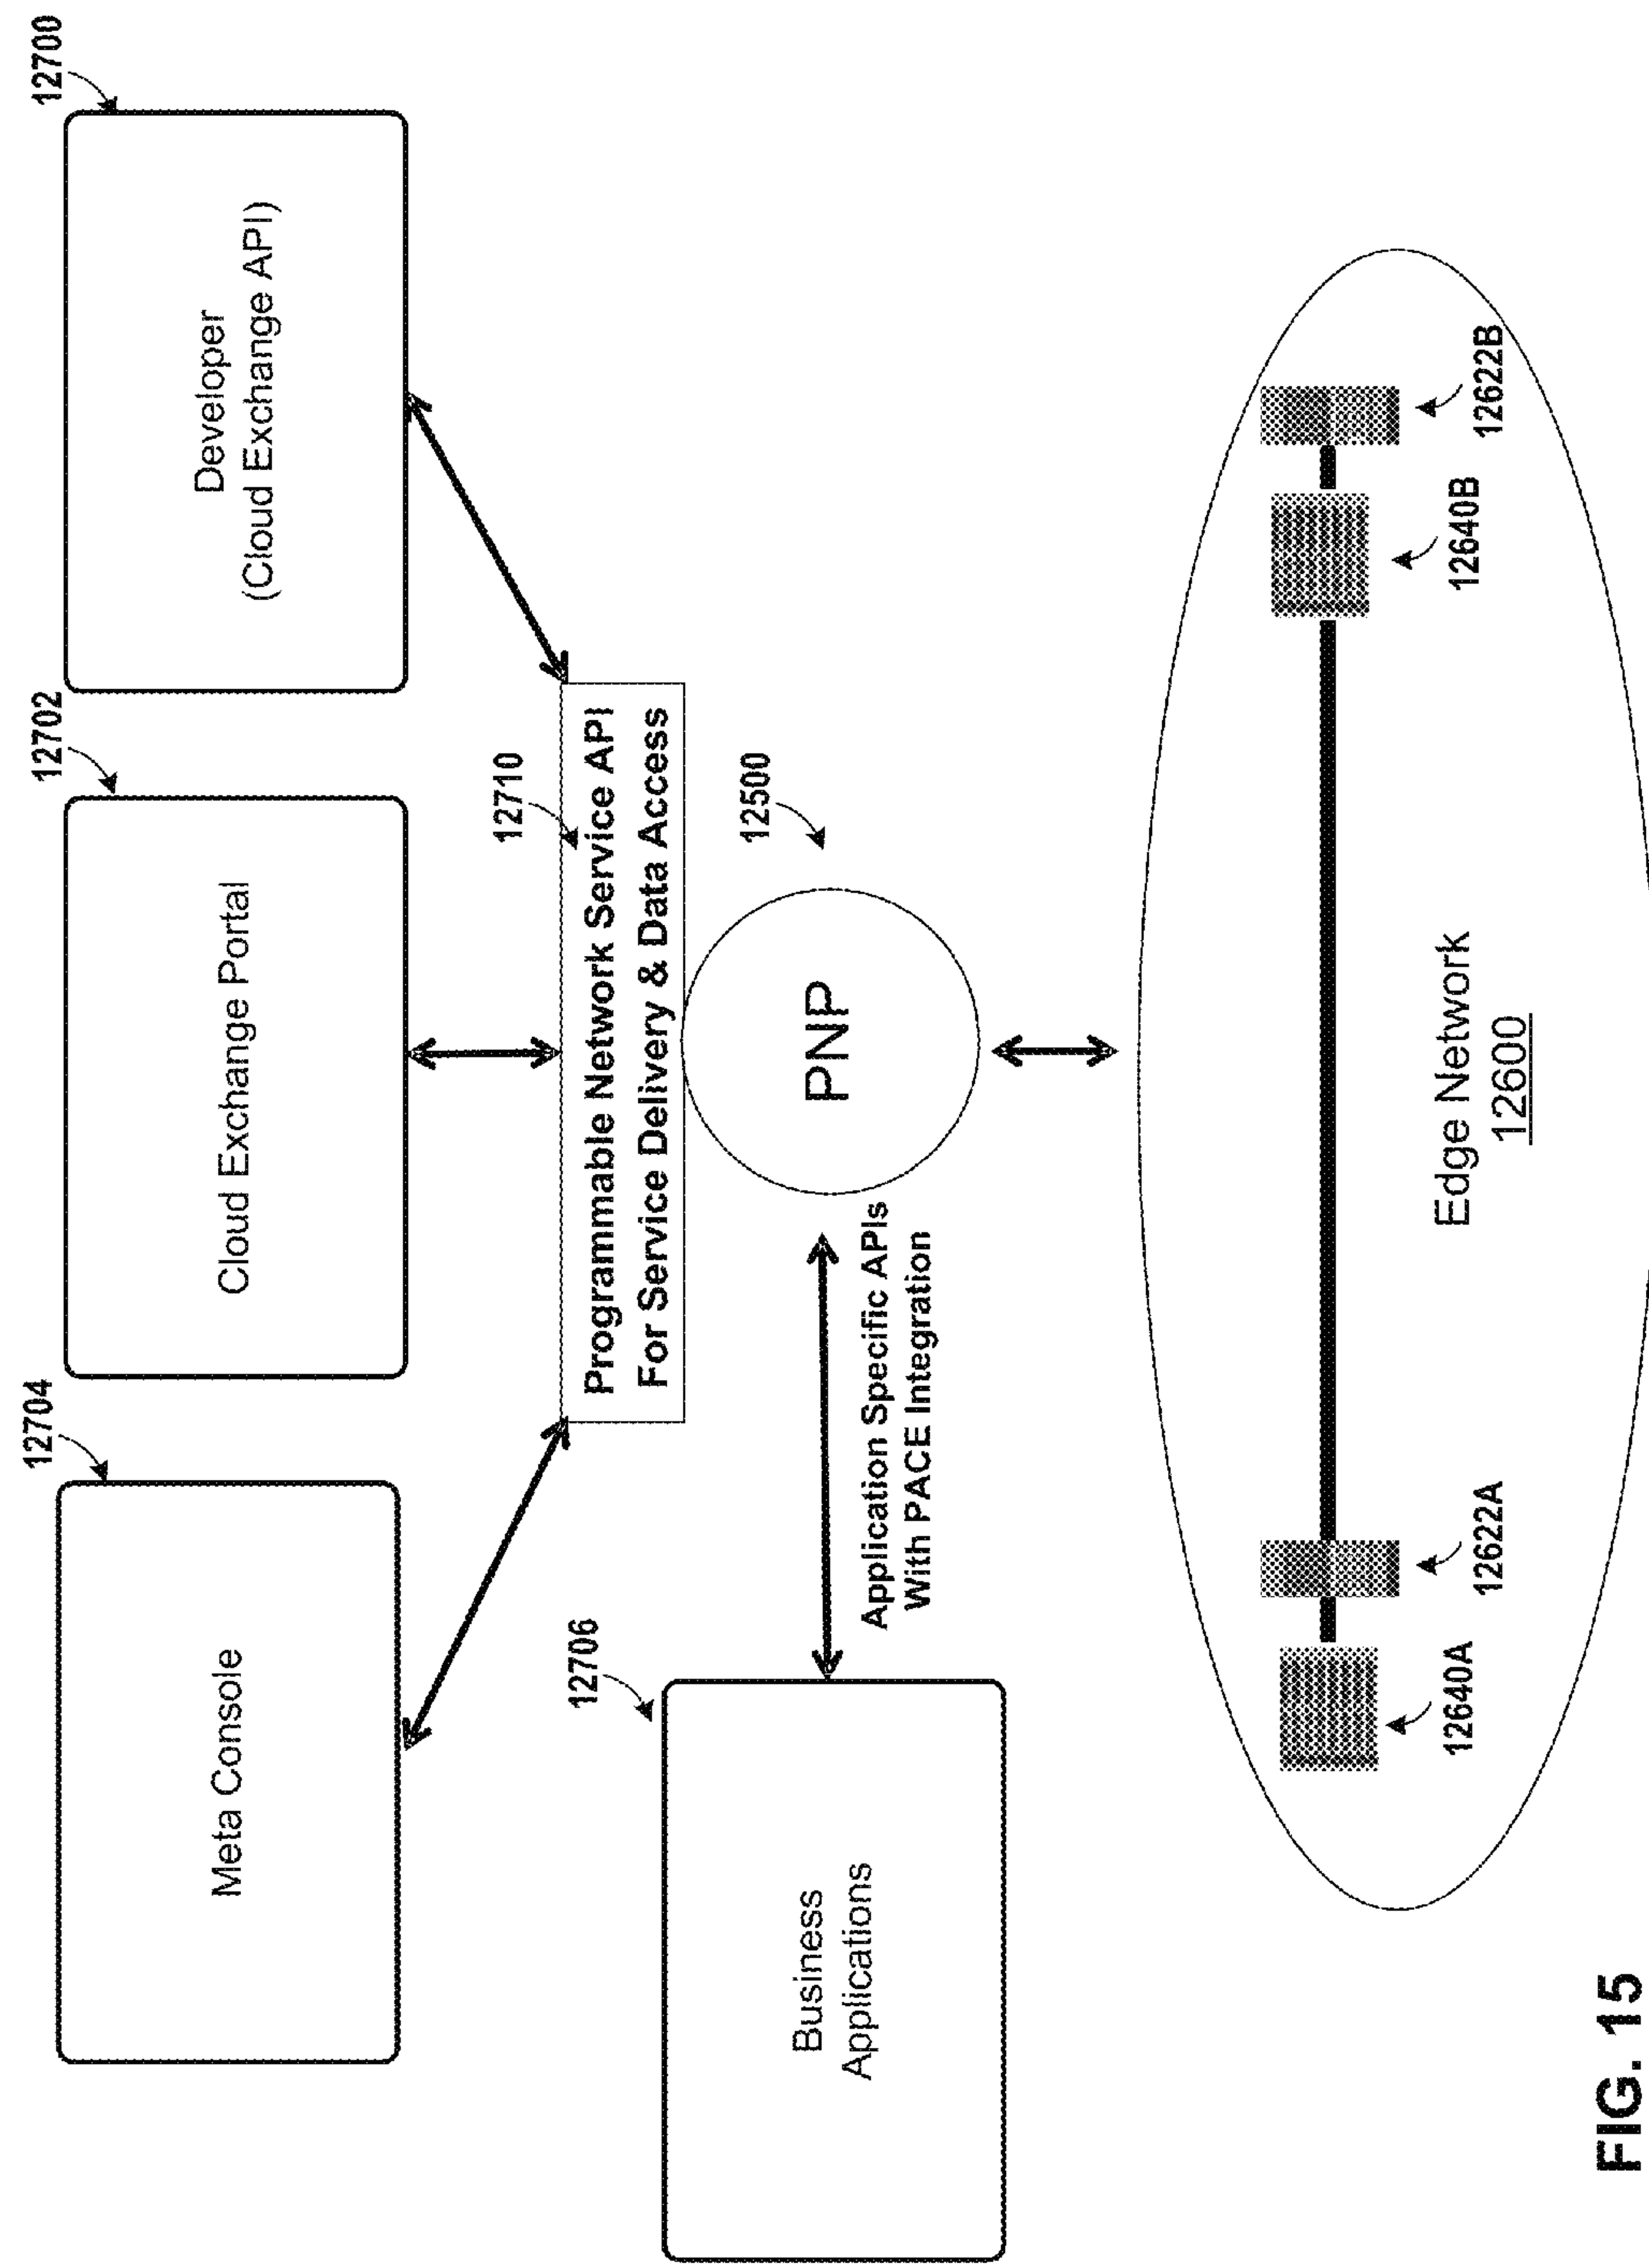 12704
Meta Console
12702
Cloud Exchange Portal
12700
Developer
(Cloud Exchange API)
12710
Programmable Network Service API
For Service Delivery & Data Access
12706
Business
Applications
Application Specific APIs
With PACE Integration
PNP
12500
12640A
12622A
12640B
12622B
Edge Network
12600
FIG. 15